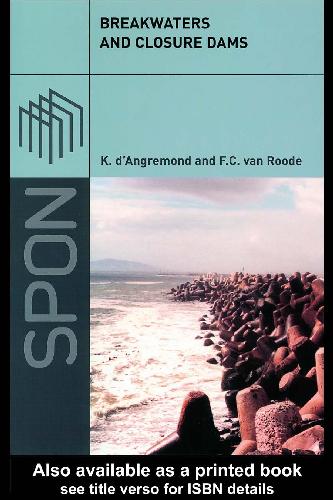 BREAKWATERS
AND CLOSURE DAMS
K. d'Angremond and F.C. van Roode
SPON
Also available as a printed book
see title verso for ISBN details